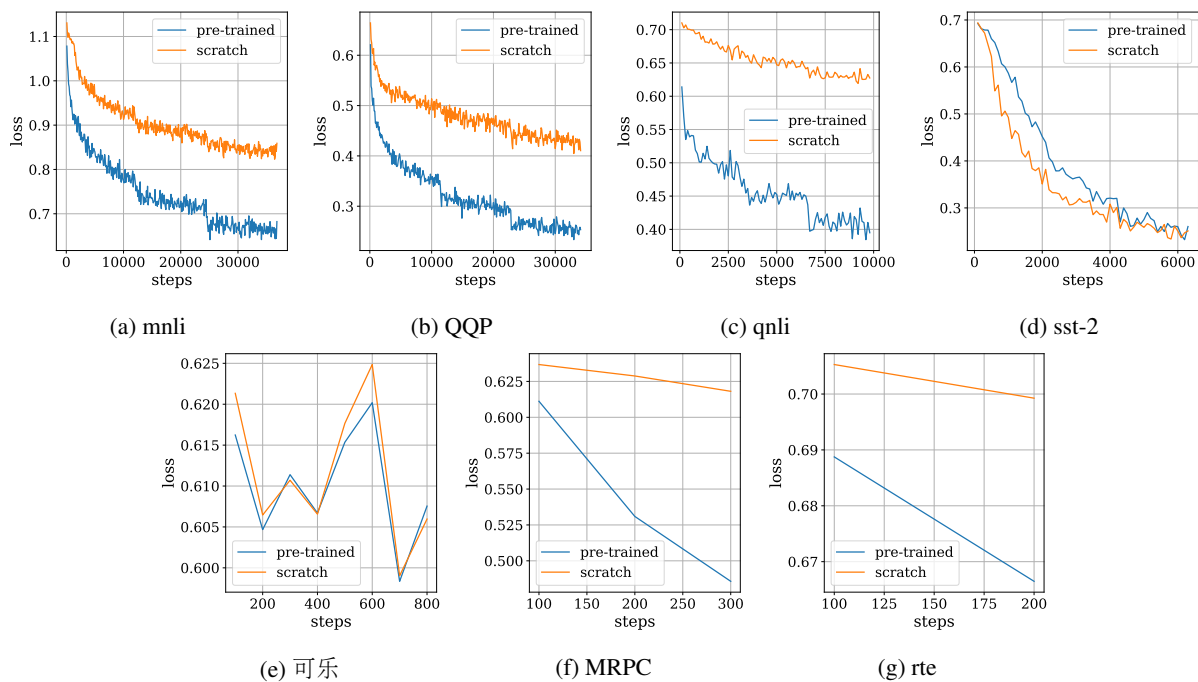 pre-trained
scratch
1.1
1.0
0.9
0.8
0.7
loss
0 10000 20000 30000
steps
(a) mnli
pre-trained
scratch
0.6
0.5
0.4
0.3
loss
0 10000 20000 30000
steps
(b) QQP
0.70
0.65
0.60
0.55
0.50
0.45
0.40
loss
pre-trained
scratch
0 2500 5000 7500 10000
steps
(c) qnli
pre-trained
scratch
0.7
0.6
0.5
0.4
0.3
loss
0 2000 4000 6000
steps
(d) sst-2
0.625
0.620
0.615
0.610
0.605
0.600
loss
pre-trained
scratch
200 400 600 800
steps
(e) 可乐
0.625
0.600
0.575
0.550
0.525
0.500
loss
pre-trained
scratch
100 150 200 250 300
steps
(f) MRPC
0.70
0.69
0.68
0.67
loss
pre-trained
scratch
100 125 150 175 200
steps
(g) rte